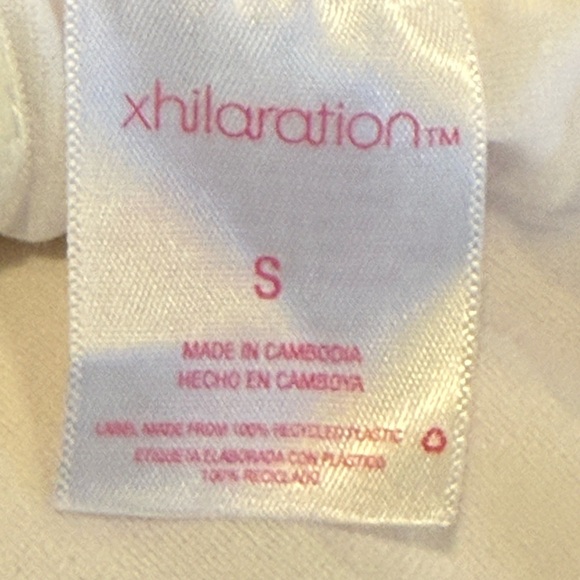 xhilaration™
S
MADE IN CAMBODIA
HECHO EN CAMBOYA
LABEL MADE FROM 100% RECYCLED PLASTIC
ETIQUETA ELABORADA CON PLÁSTICO
100% RECICLADO